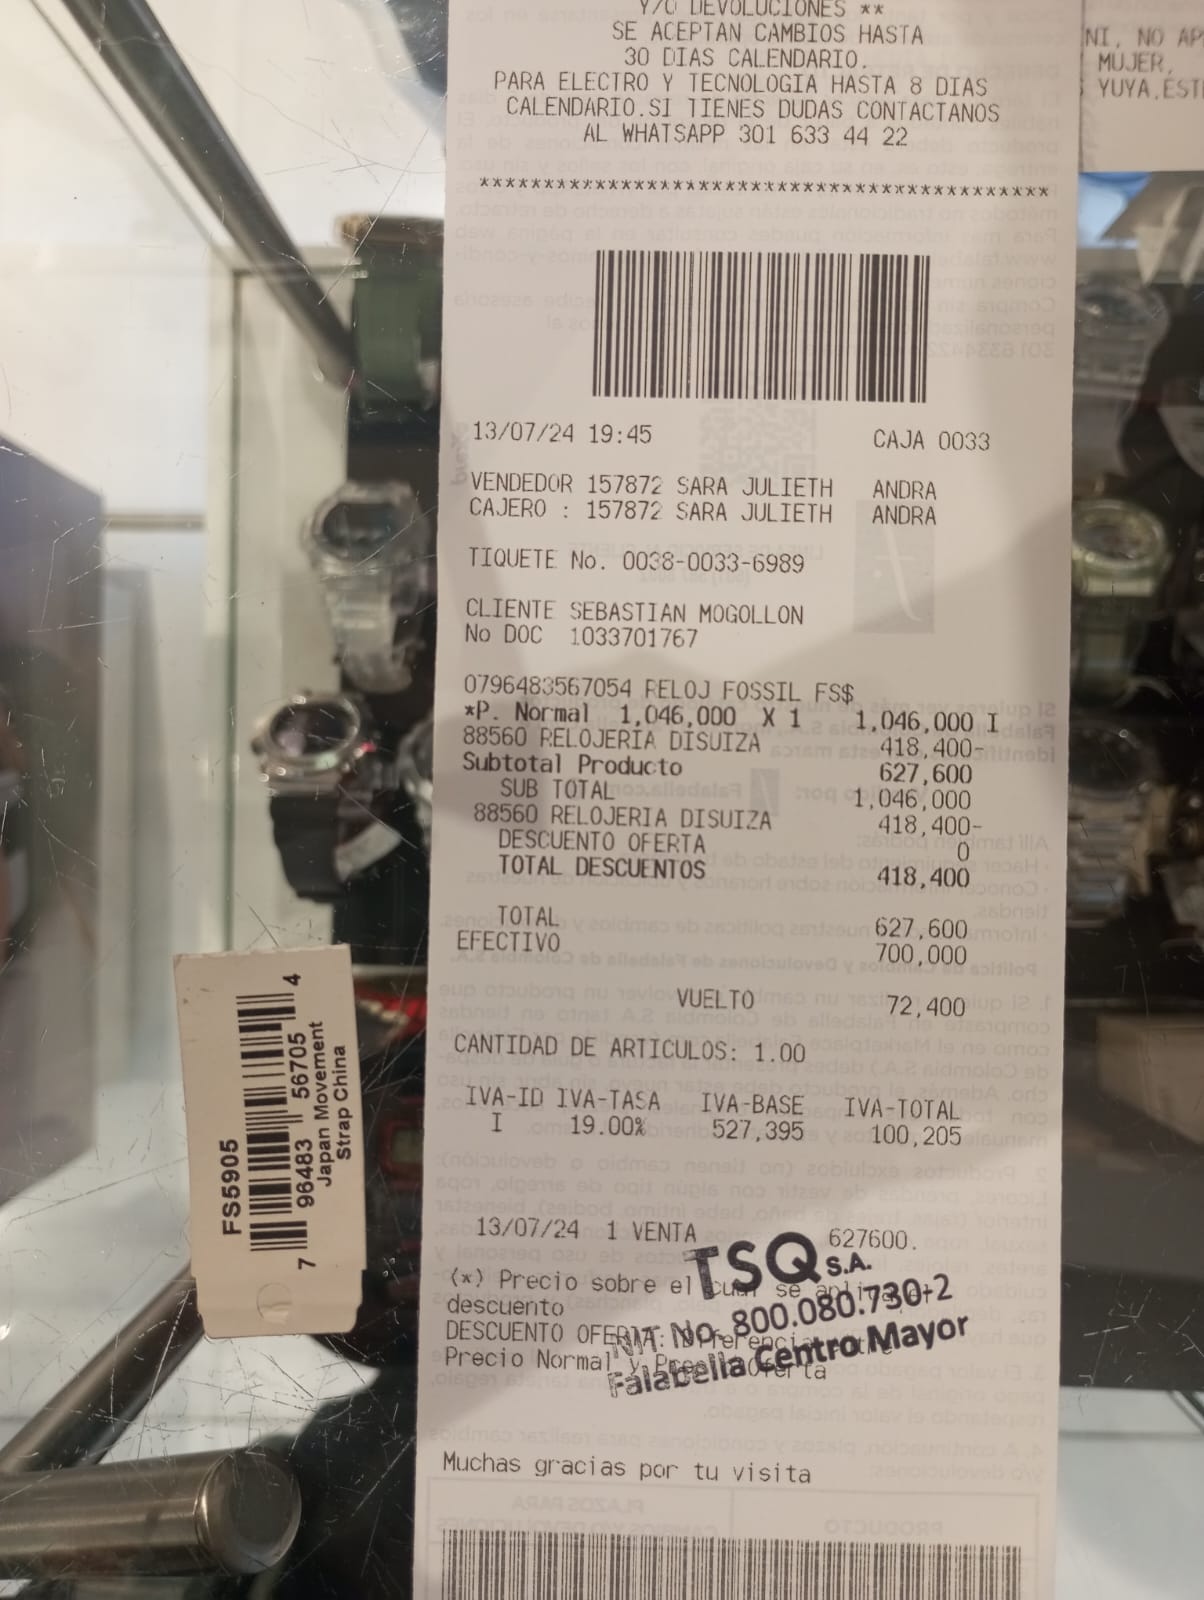 Y/O DEVOLUCIONES **
SE ACEPTAN CAMBIOS HASTA
30 DIAS CALENDARIO.
PARA ELECTRO Y TECNOLOGIA HASTA 8 DIAS
CALENDARIO.SI TIENES DUDAS CONTACTANOS
AL WHATSAPP 301 633 44 22
********************************************
NI, NO AP
MUJER,
YUYA,ESTE
13/07/24 19:45 CAJA 0033
VENDEDOR 157872 SARA JULIETH ANDRA
CAJERO : 157872 SARA JULIETH ANDRA
TIQUETE No. 0038-0033-6989
CLIENTE SEBASTIAN MOGOLLON
No DOC 1033701767
0796483567054 RELOJ FOSSIL FS$
*P. Normal 1,046,000 X 1 1,046,000 I
88560 RELOJERIA DISUIZA 418,400-
Subtotal Producto 627,600
SUB TOTAL 1,046,000
88560 RELOJERIA DISUIZA 418,400-
DESCUENTO OFERTA 0
TOTAL DESCUENTOS 418,400
TOTAL 627,600
EFECTIVO 700,000
VUELTO 72,400
CANTIDAD DE ARTICULOS: 1.00
IVA-ID IVA-TASA IVA-BASE IVA-TOTAL
I 19.00% 527,395 100,205
13/07/24 1 VENTA 627600.
(*) Precio sobre el cual se aplica el
descuento
DESCUENTO OFERTA: Diferencia entre
Precio Normal y Precio Oferta
TSQ S.A.
NIT. No. 800.080.730-2
Falabella Centro Mayor
Muchas gracias por tu visita
FS5905
7 96483 56705 4
Japan Movement
Strap China